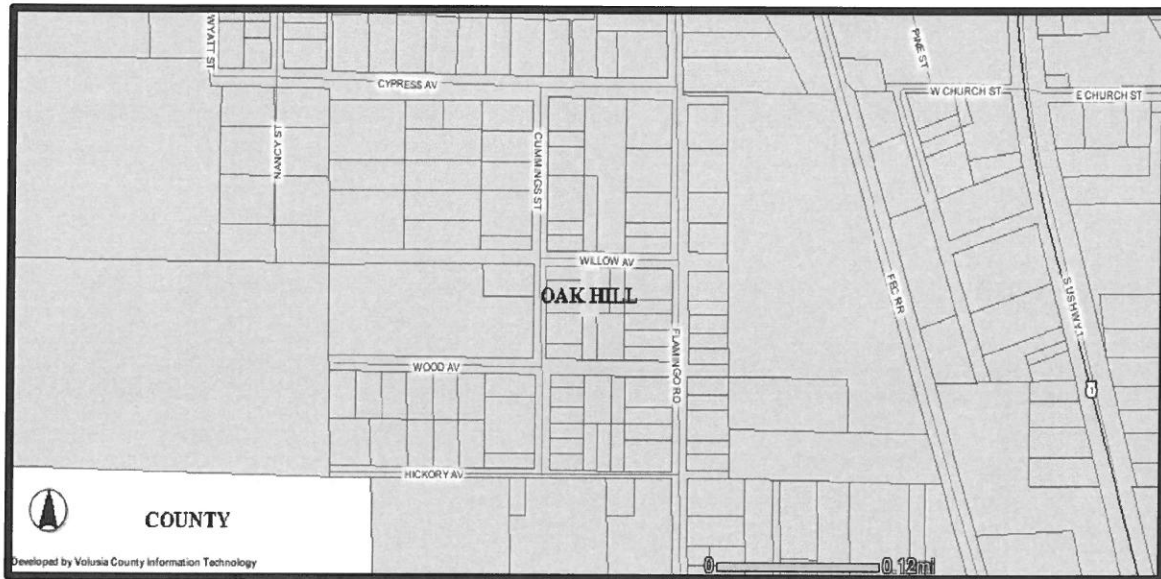 WYATT ST
CYPRESS AV
NANCY ST
CUMMINGS ST
PINE ST
W CHURCH ST
E CHURCH ST
WILLOW AV
OAK HILL
FEC RR
S USHWY 1
FLAMINGO RD
WOOD AV
1
HICKORY AV
COUNTY
Developed by Volusia County Information Technology
0 0.12mi